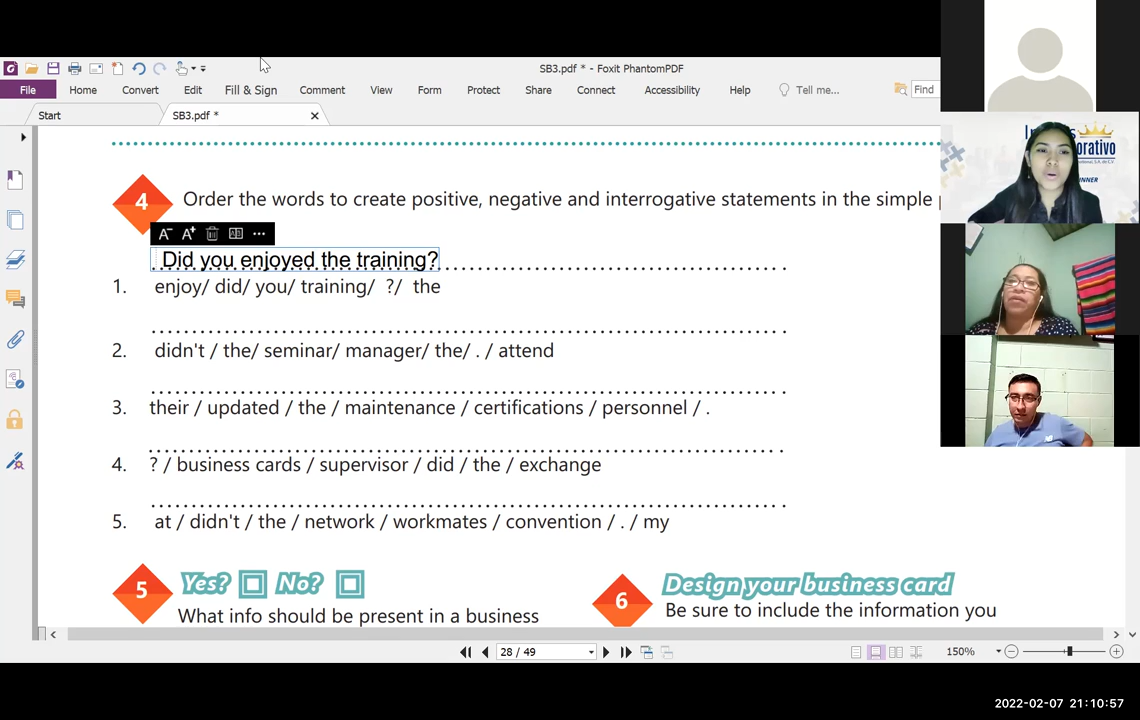 SB3.pdf * - Foxit PhantomPDF
File Home Convert Edit Fill & Sign Comment View Form Protect Share Connect Accessibility Help Tell me... Find
Start SB3.pdf *
orativo
4 Order the words to create positive, negative and interrogative statements in the simple
Did you enjoyed the training?
1. enjoy/ did/ you/ training/ ?/ the
2. didn't / the/ seminar/ manager/ the/ . / attend
3. their / updated / the / maintenance / certifications / personnel / .
4. ? / business cards / supervisor / did / the / exchange
5. at / didn't / the / network / workmates / convention / . / my
5 Yes? No?
What info should be present in a business
6 Design your business card
Be sure to include the information you
28 / 49
150%
2022-02-07 21:10:57